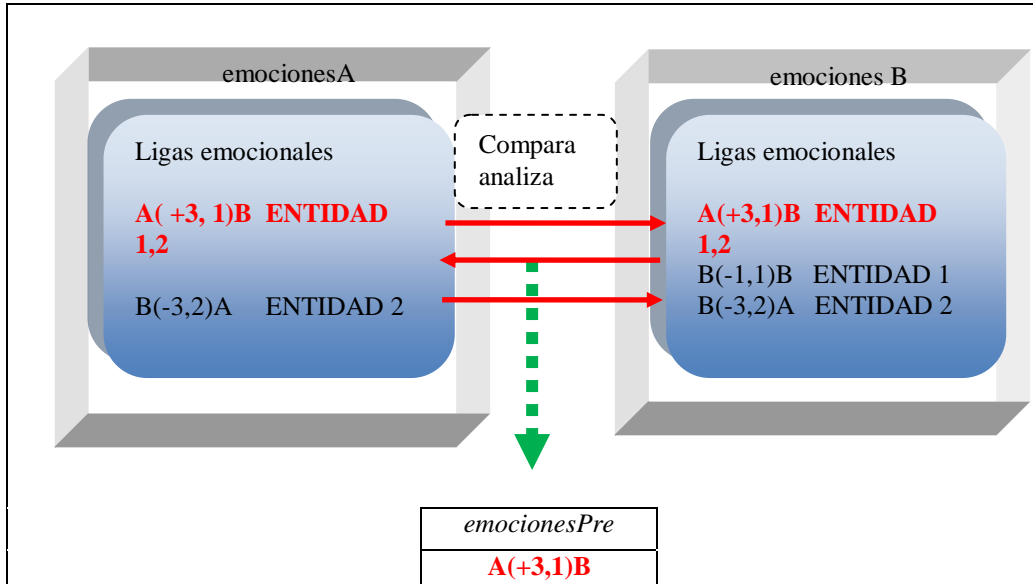 emocionesA
Ligas emocionales
A( +3, 1)B ENTIDAD
1,2
B(-3,2)A ENTIDAD 2
Compara
analiza
emociones B
Ligas emocionales
A(+3,1)B ENTIDAD
1,2
B(-1,1)B ENTIDAD 1
B(-3,2)A ENTIDAD 2
emocionesPre
A(+3,1)B